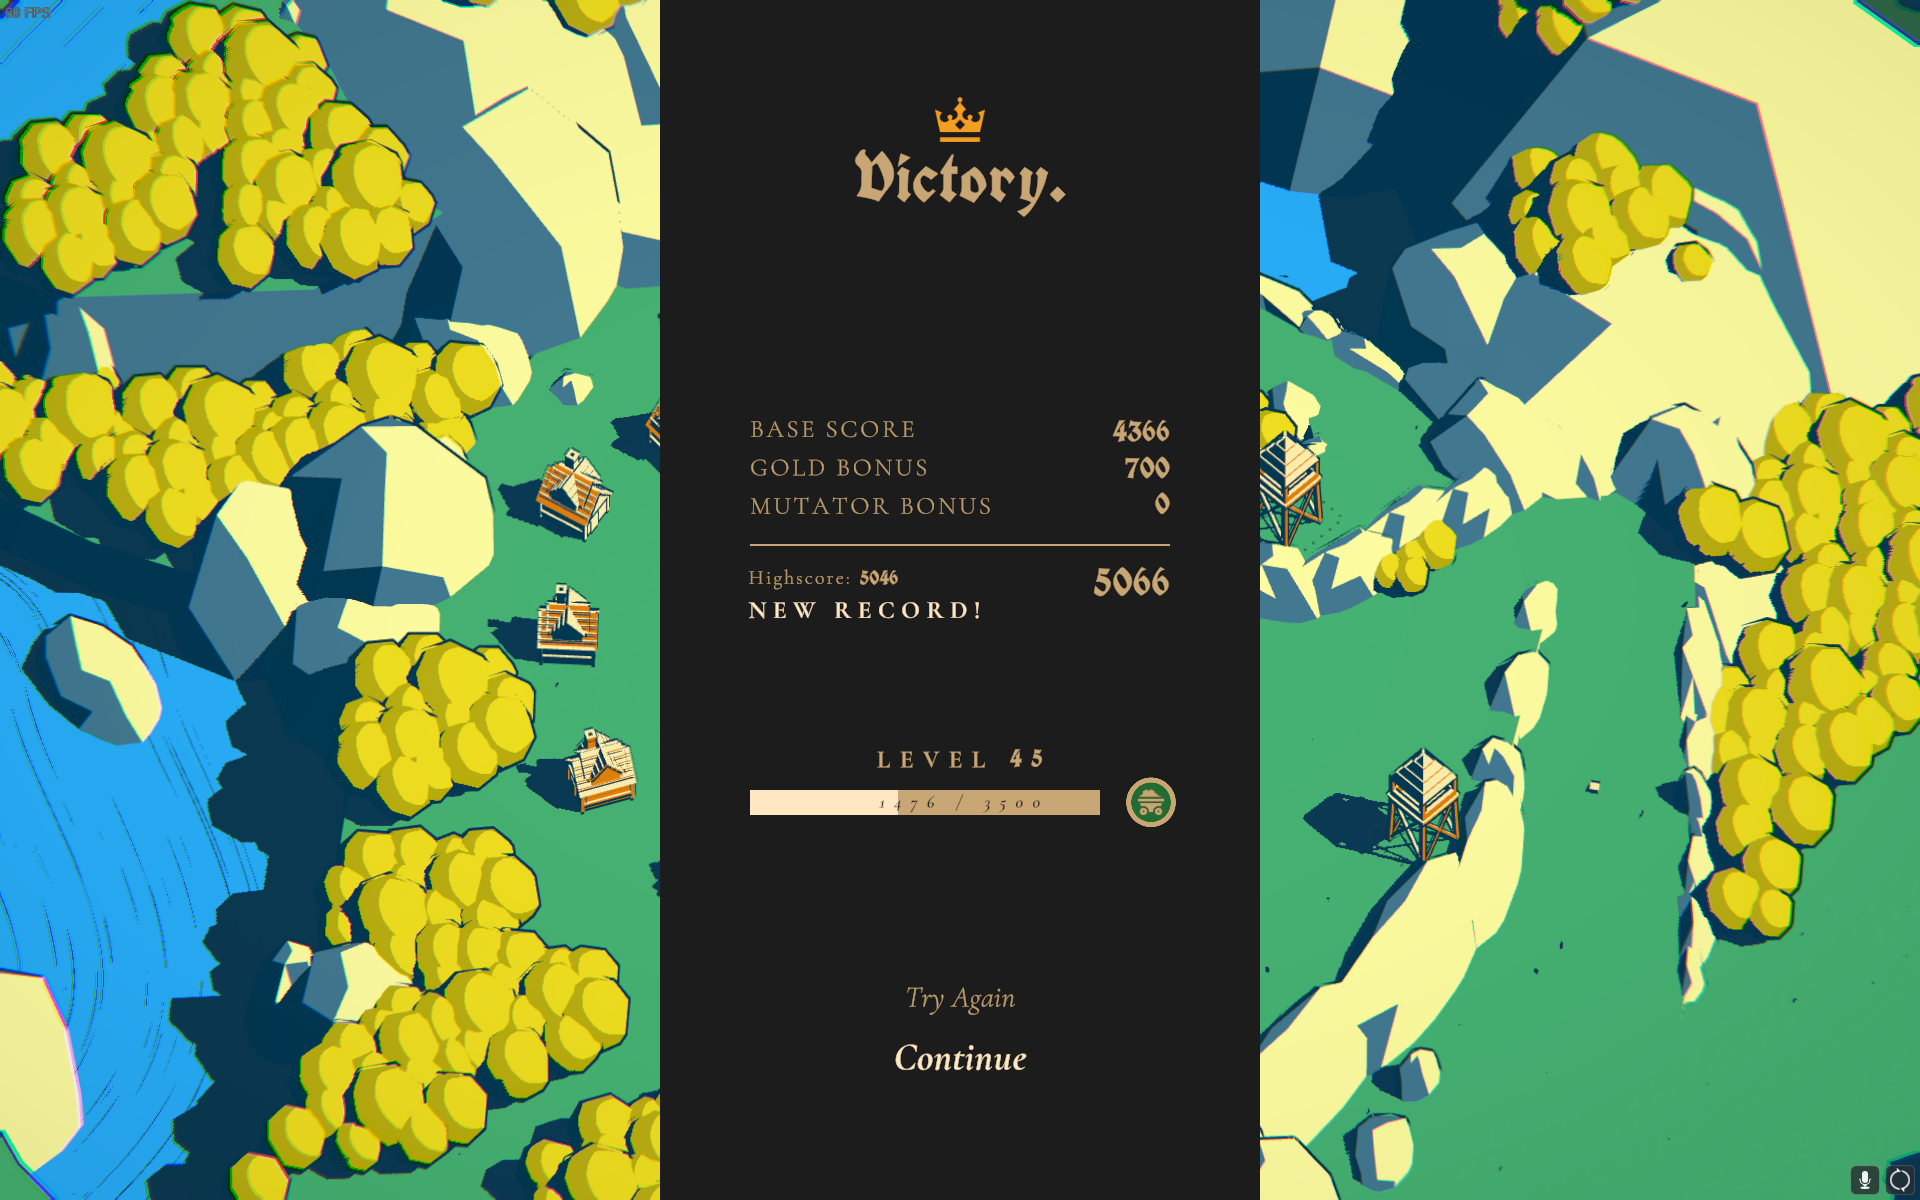 80 FPS
Victory.
BASE SCORE 4366
GOLD BONUS 700
MUTATOR BONUS 0
Highscore: 5046 5066
NEW RECORD!
LEVEL 45
1476 / 3500
Try Again
Continue